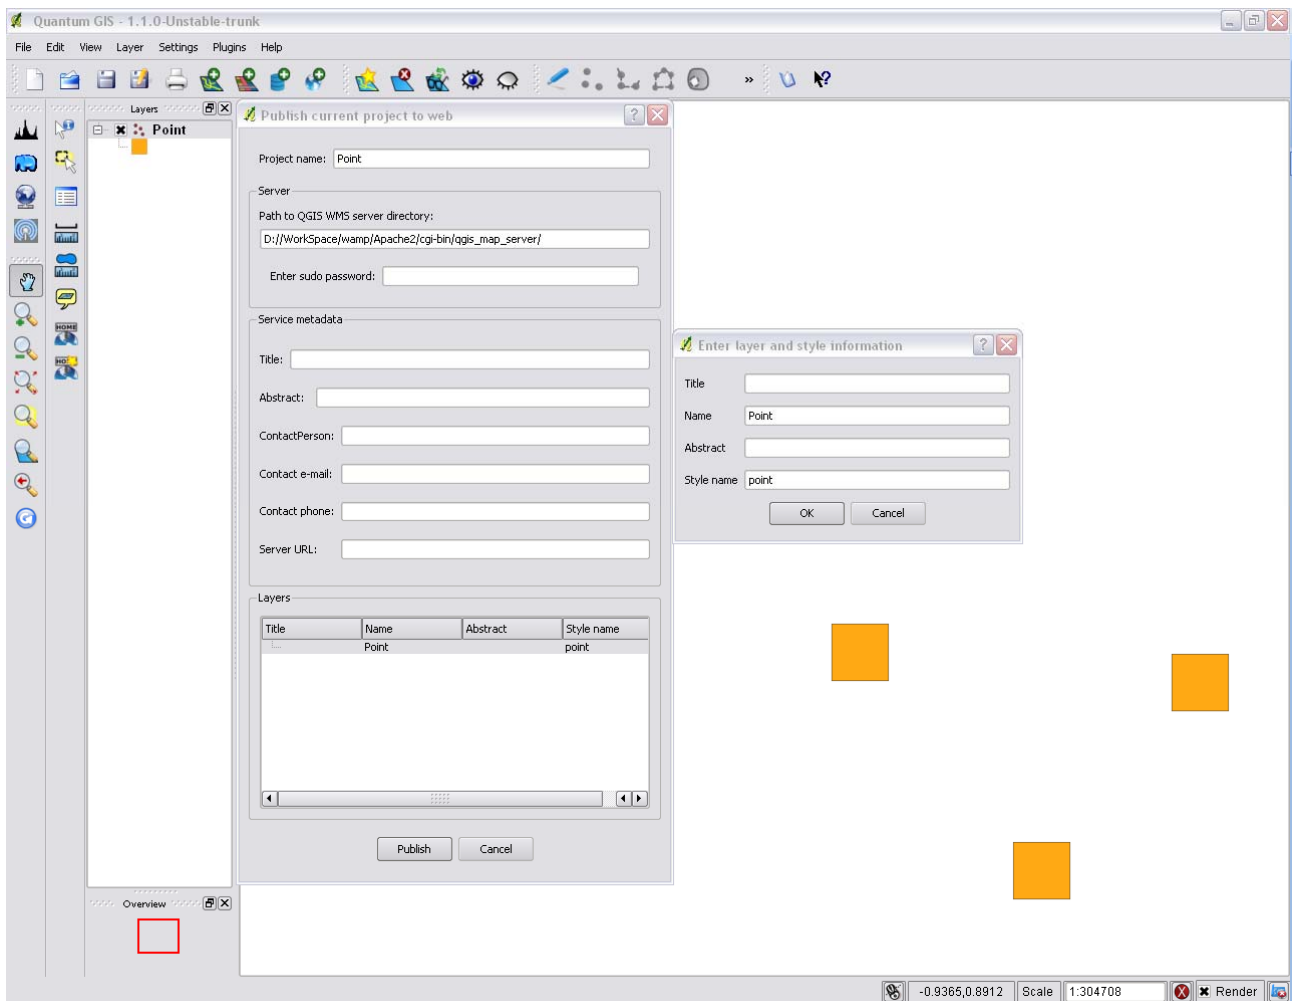 Quantum GIS - 1.1.0-Unstable-trunk
File Edit View Layer Settings Plugins Help
»
Layers
Point
Publish current project to web
Project name: Point
Server
Path to QGIS WMS server directory:
D://WorkSpace/wamp/Apache2/cgi-bin/qgis_map_server/
Enter sudo password:
Service metadata
Title:
Abstract:
ContactPerson:
Contact e-mail:
Contact phone:
Server URL:
Layers
Title Name Abstract Style name
Point point
Publish Cancel
Enter layer and style information
Title
Name Point
Abstract
Style name point
OK Cancel
Overview
-0.9365,0.8912 Scale 1:304708 Render